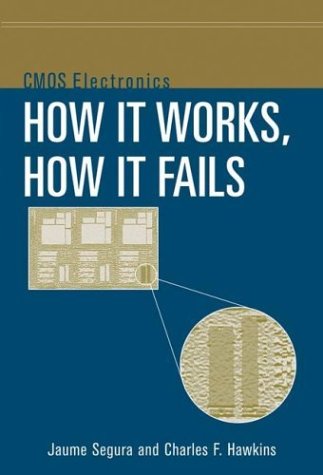 CMOS Electronics
HOW IT WORKS,
HOW IT FAILS
Jaume Segura and Charles F. Hawkins